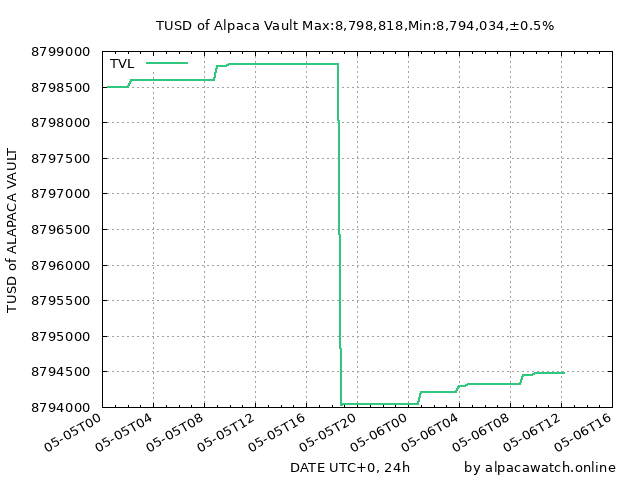 TUSD of Alpaca Vault Max:8,798,818,Min:8,794,034,±0.5%
TVL
8799000
8798500
8798000
8797500
8797000
8796500
8796000
8795500
8795000
8794500
8794000
TUSD of ALAPACA VAULT
05-05T00
05-05T04
05-05T08
05-05T12
05-05T16
05-05T20
05-06T00
05-06T04
05-06T08
05-06T12
05-06T16
DATE UTC+0, 24h
by alpacawatch.online